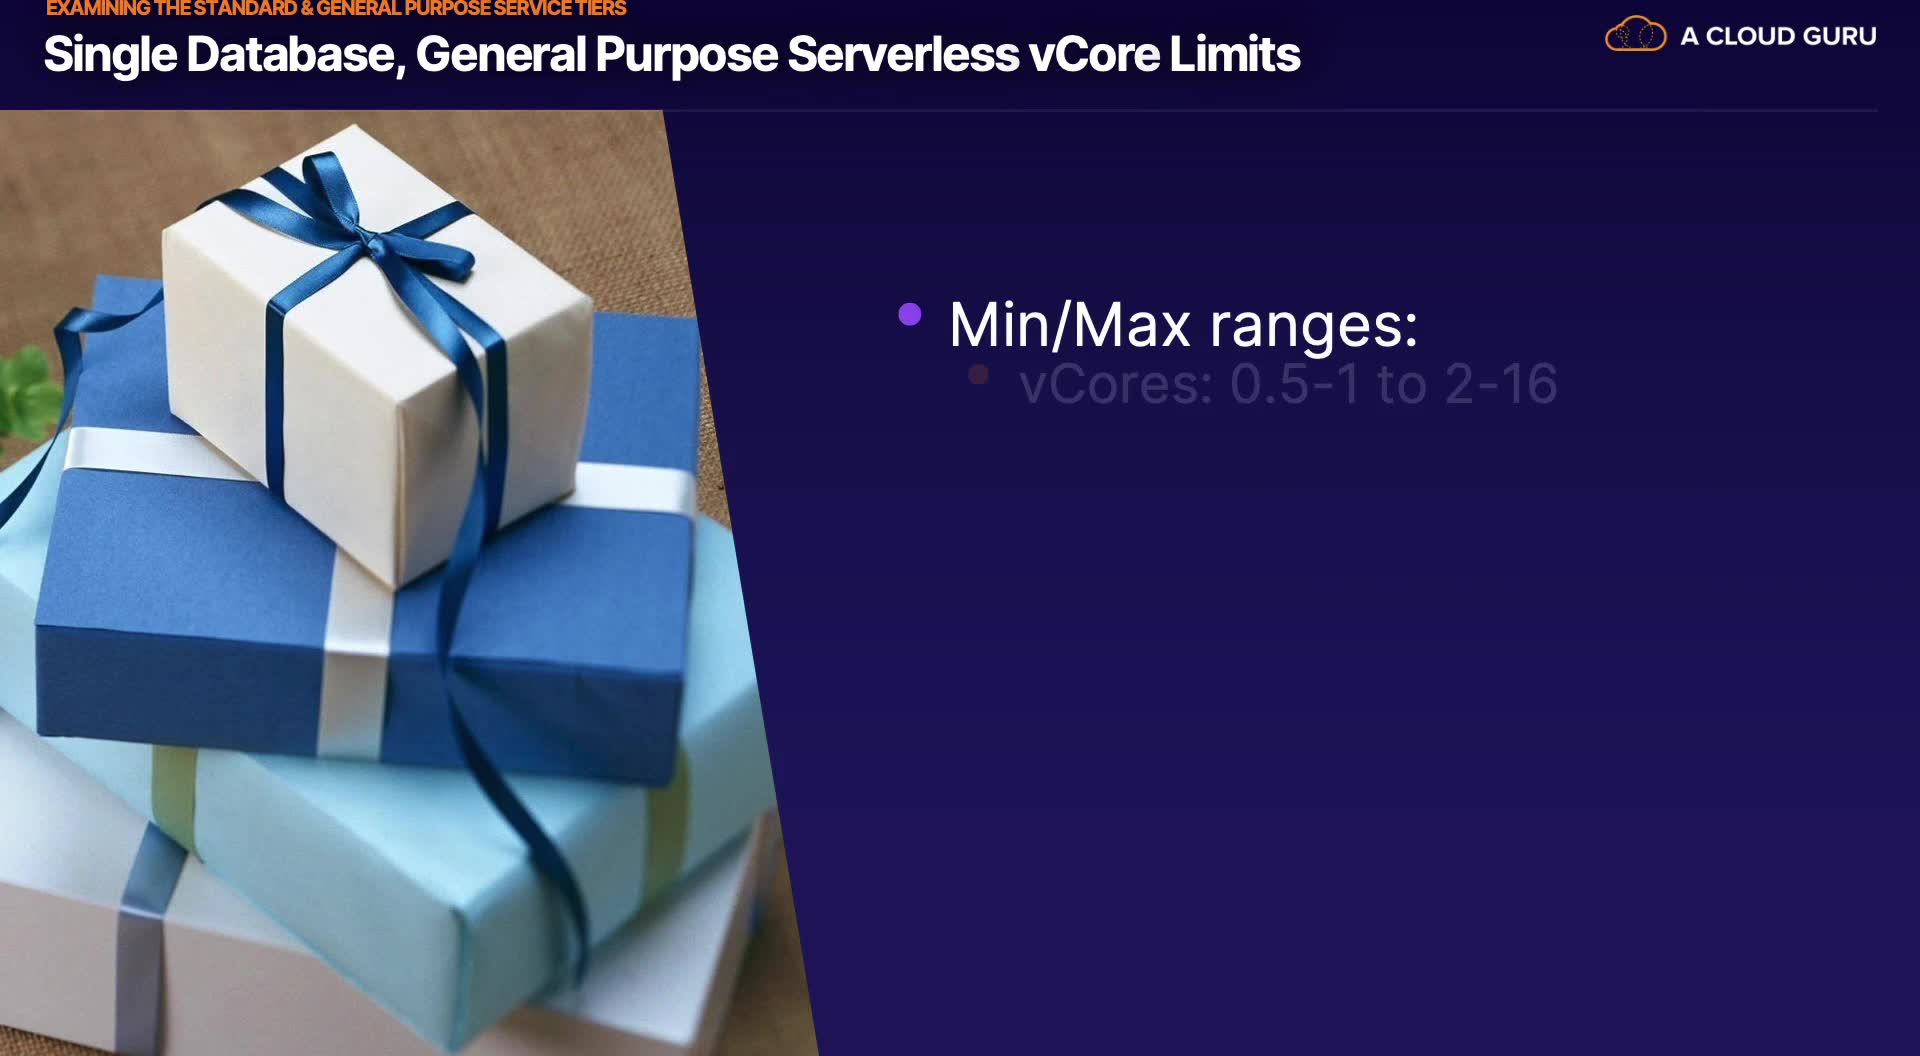 EXAMINING THE STANDARD & GENERAL PURPOSE SERVICE TIERS
Single Database, General Purpose Serverless vCore Limits
A CLOUD GURU
Min/Max ranges:
vCores: 0.5-1 to 2-16